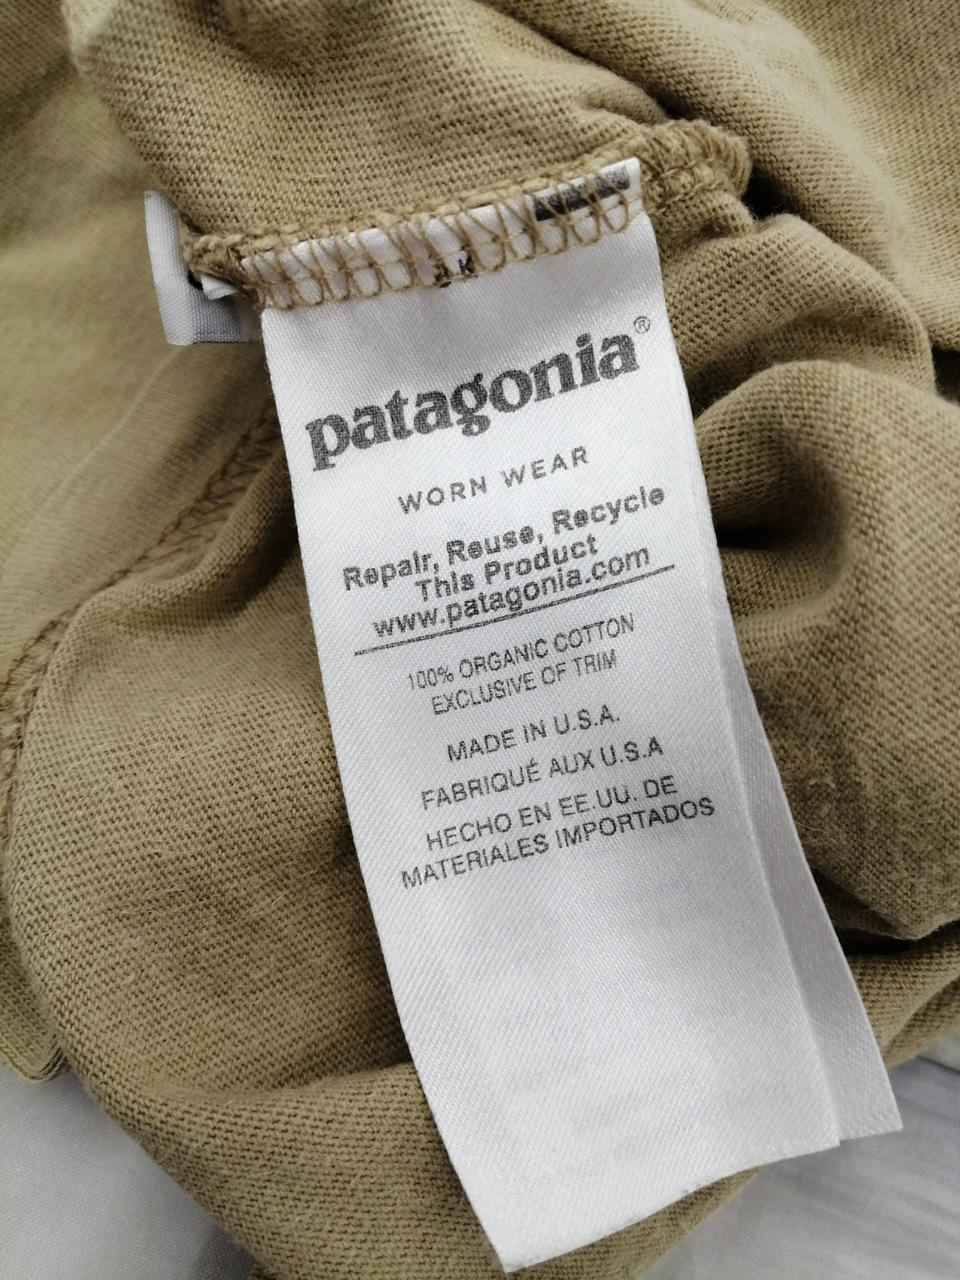 patagonia®
WORN WEAR
Repair, Reuse, Recycle
This Product
www.patagonia.com
100% ORGANIC COTTON
EXCLUSIVE OF TRIM
MADE IN U.S.A.
FABRIQUÉ AUX U.S.A
HECHO EN EE.UU. DE
MATERIALES IMPORTADOS